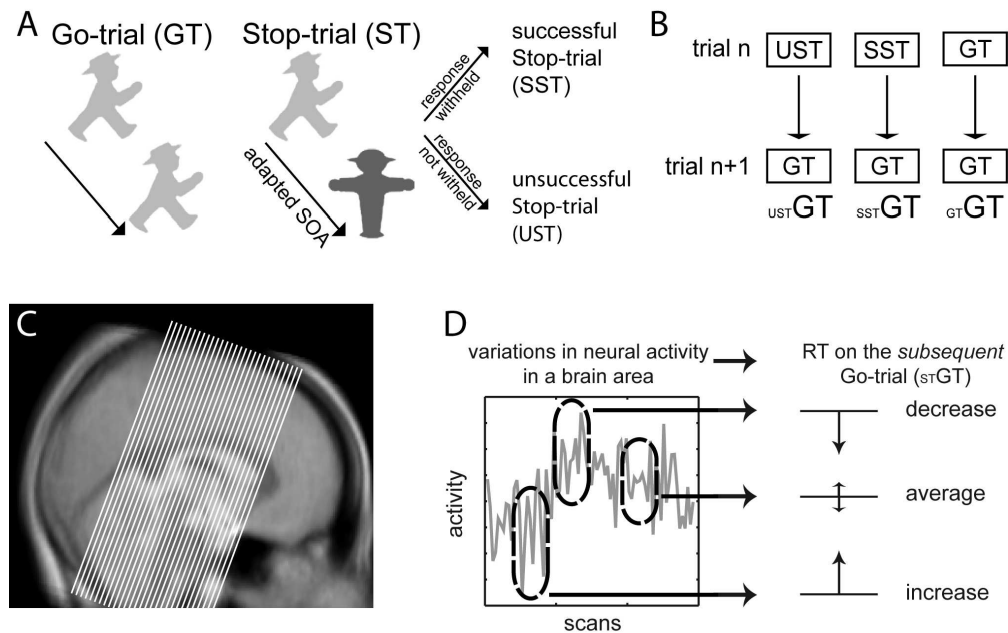 A
Go-trial (GT)
Stop-trial (ST)
adapted SOA
response
withheld
response
not witheld
successful
Stop-trial
(SST)
unsuccessful
Stop-trial
(UST)
B
trial n
UST
SST
GT
trial n+1
GT
GT
GT
USTGT
SSTGT
GTGT
C
D
variations in neural activity
in a brain area
RT on the subsequent
Go-trial (STGT)
activity
scans
decrease
average
increase